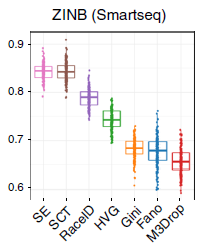 ZINB (Smartseq)
0.9
0.8
0.7
0.6
SE
SCT
RaceID
HVG
Gini
Fano
M3Drop